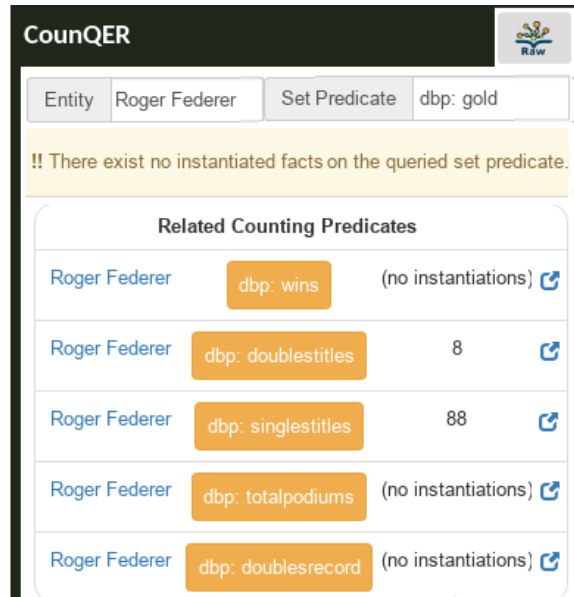 CounQER
Raw
Entity Roger Federer Set Predicate dbp: gold
!! There exist no instantiated facts on the queried set predicate.
Related Counting Predicates
Roger Federer dbp: wins (no instantiations)
Roger Federer dbp: doublestitles 8
Roger Federer dbp: singlestitles 88
Roger Federer dbp: totalpodiums (no instantiations)
Roger Federer dbp: doublesrecord (no instantiations)